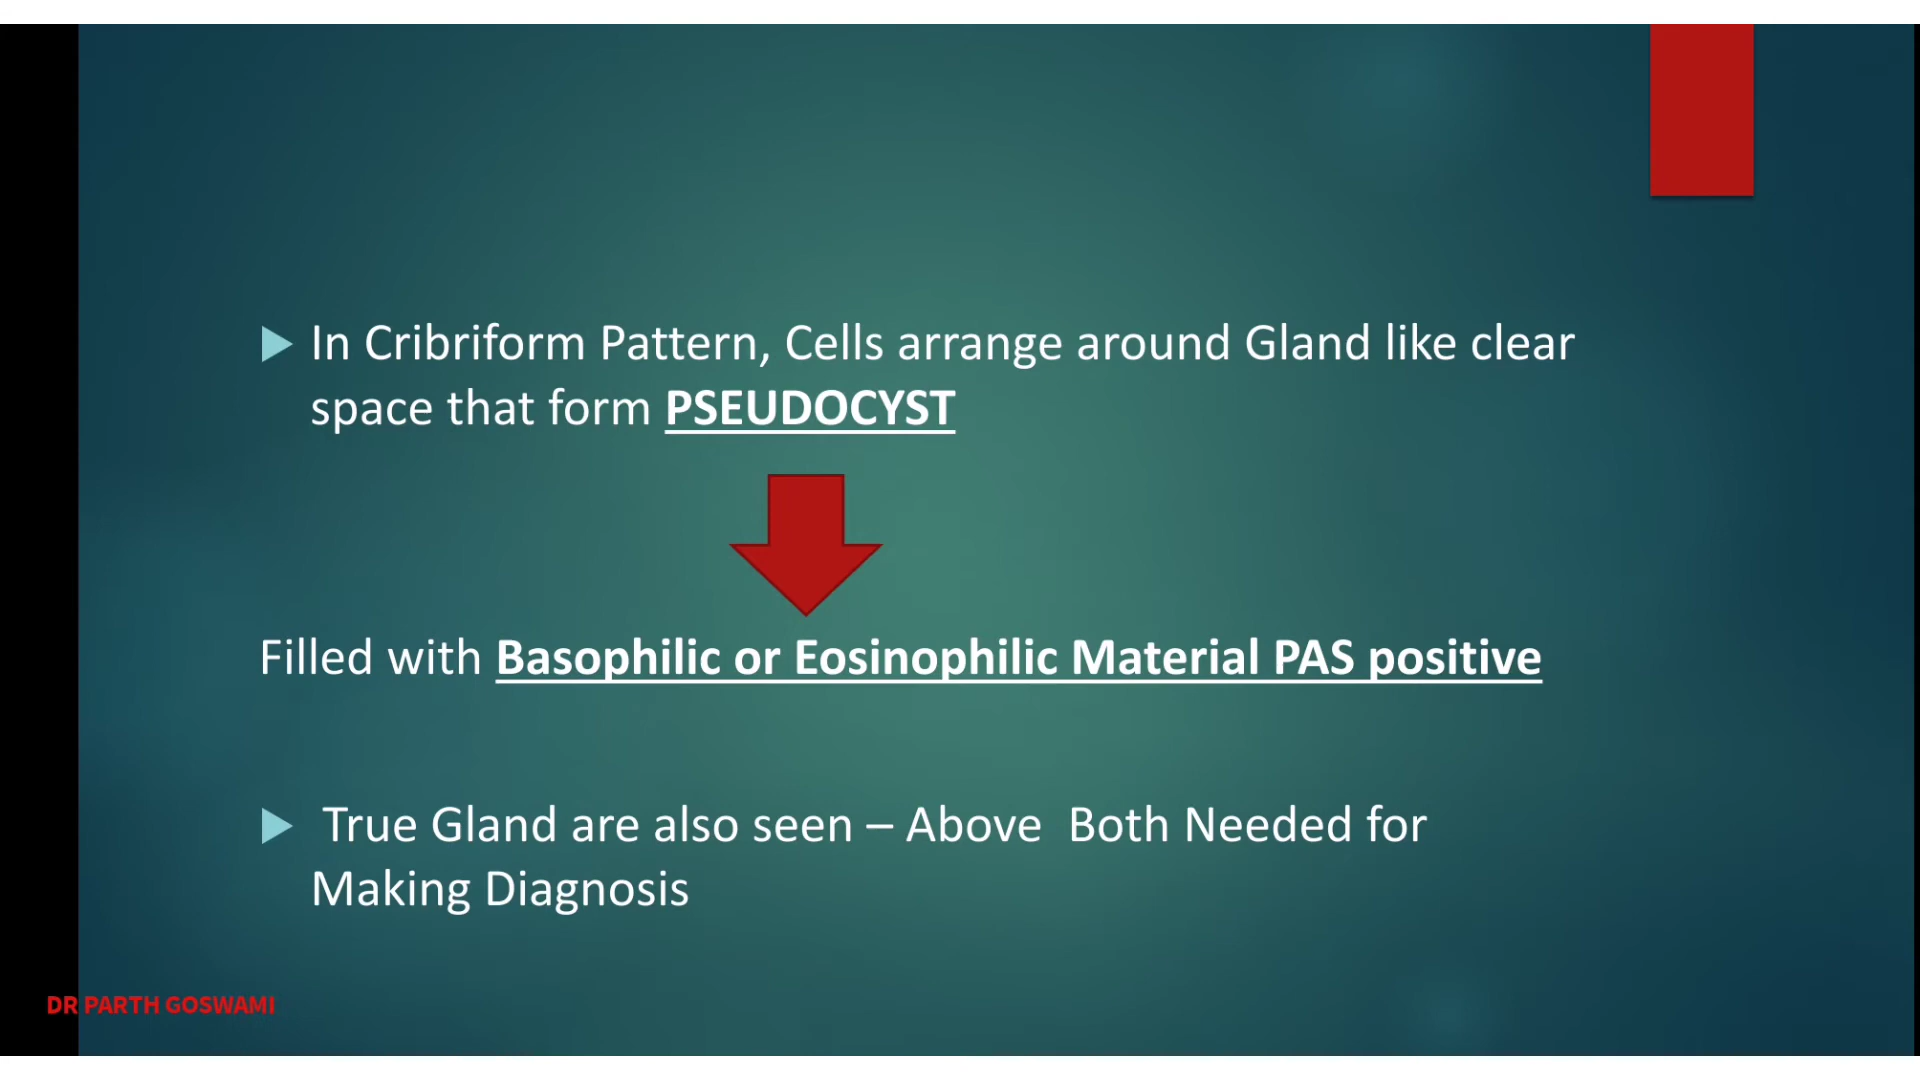 In Cribriform Pattern, Cells arrange around Gland like clear
space that form PSEUDOCYST
Filled with Basophilic or Eosinophilic Material PAS positive
True Gland are also seen – Above Both Needed for
Making Diagnosis
DR PARTH GOSWAMI